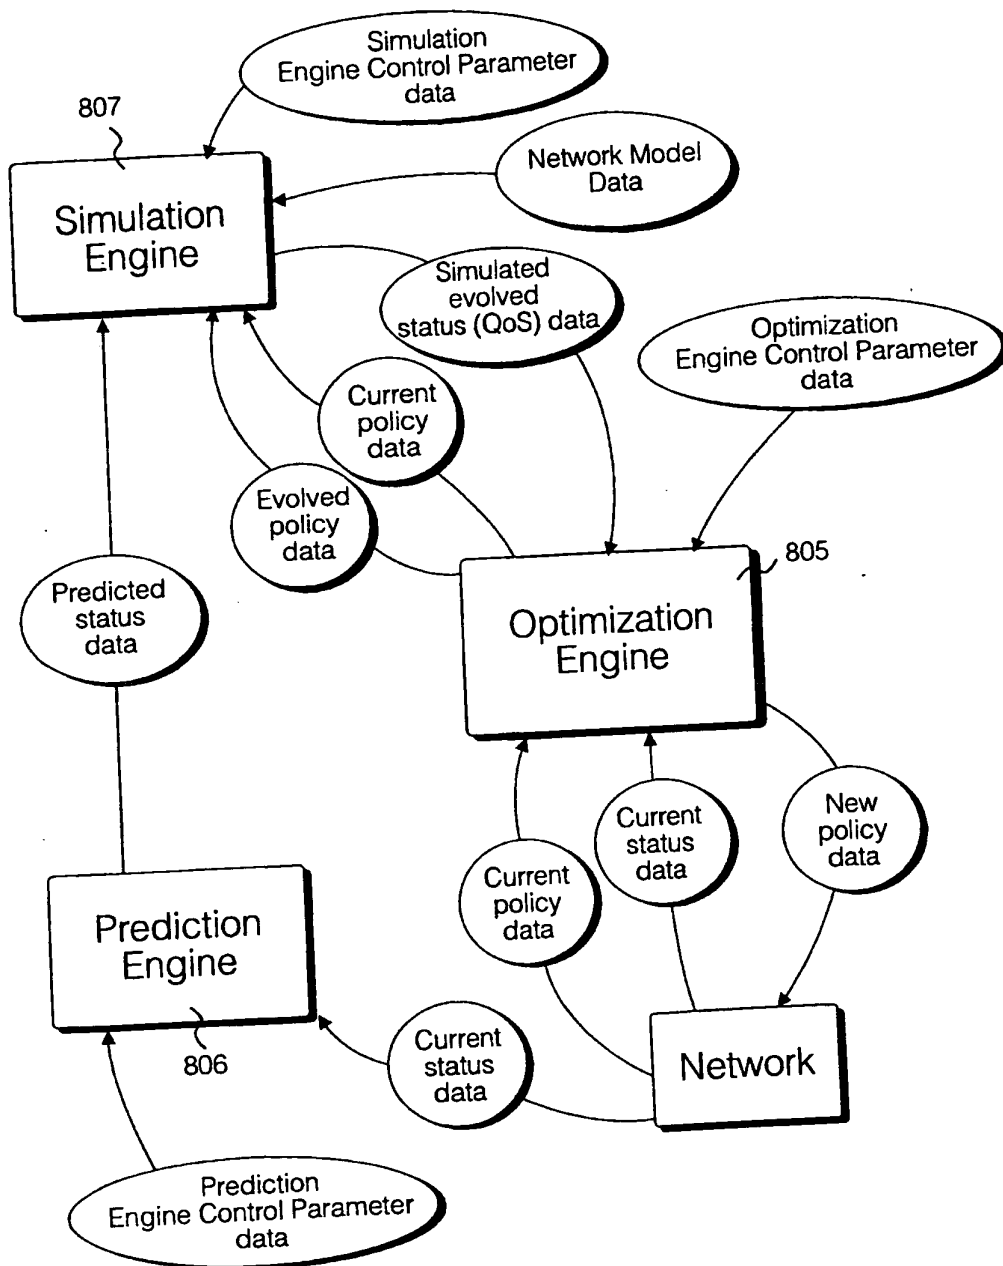 Simulation
Engine Control Parameter
data
807
Network Model
Data
Simulation
Engine
Simulated
evolved
status (QoS) data
Optimization
Engine Control Parameter
data
Current
policy
data
Evolved
policy
data
805
Predicted
status
data
Optimization
Engine
Current
status
data
New
policy
data
Current
policy
data
Prediction
Engine
806
Current
status
data
Network
Prediction
Engine Control Parameter
data